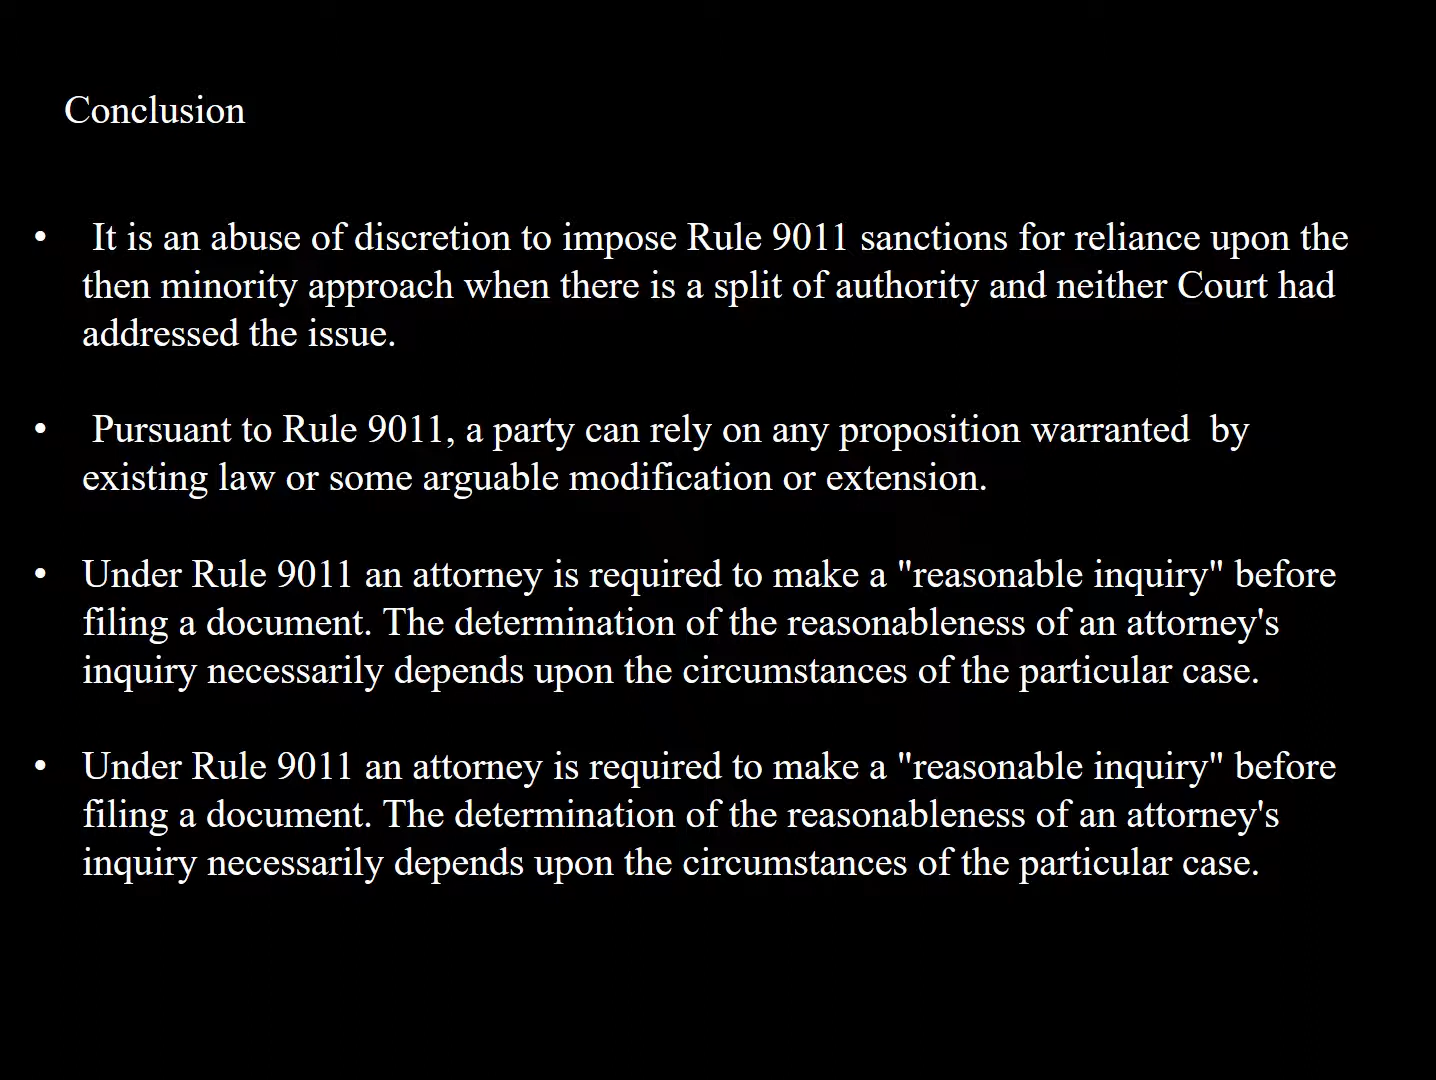 Conclusion
• It is an abuse of discretion to impose Rule 9011 sanctions for reliance upon the
then minority approach when there is a split of authority and neither Court had
addressed the issue.
• Pursuant to Rule 9011, a party can rely on any proposition warranted  by
existing law or some arguable modification or extension.
• Under Rule 9011 an attorney is required to make a "reasonable inquiry" before
filing a document. The determination of the reasonableness of an attorney's
inquiry necessarily depends upon the circumstances of the particular case.
• Under Rule 9011 an attorney is required to make a "reasonable inquiry" before
filing a document. The determination of the reasonableness of an attorney's
inquiry necessarily depends upon the circumstances of the particular case.